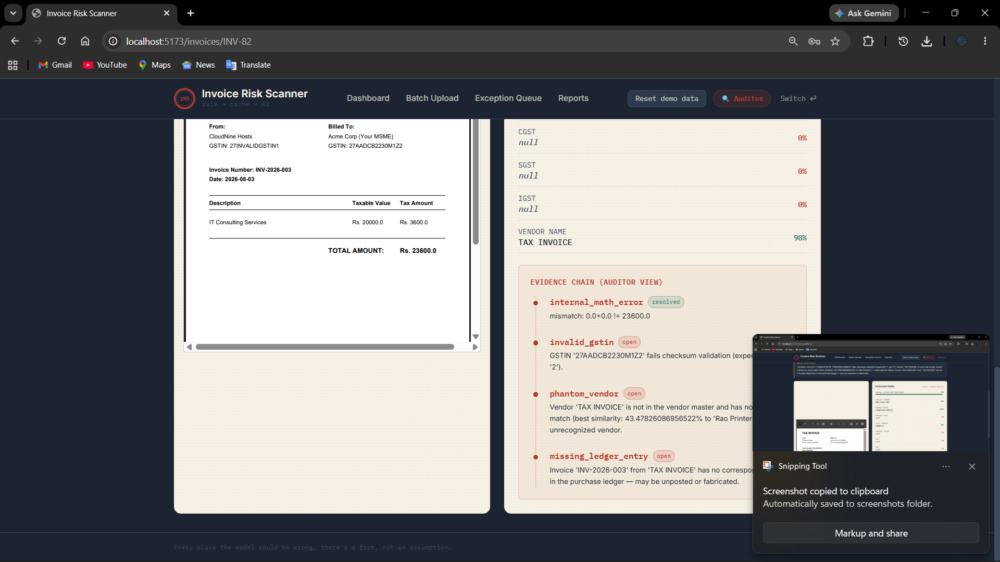 Invoice Risk Scanner
Ask Gemini
localhost:5173/invoices/INV-82
Gmail
YouTube
Maps
News
Translate
IRS
Invoice Risk Scanner
rule → cache → AI
Dashboard
Batch Upload
Exception Queue
Reports
Reset demo data
Auditor
Switch ↩
From:
CloudNine Hosts
GSTIN: 27INVALIDGSTIN1
Billed To:
Acme Corp (Your MSME)
GSTIN: 27AADCB2230M1Z2
Invoice Number: INV-2026-003
Date: 2026-08-03
Description Taxable Value Tax Amount
IT Consulting Services Rs. 20000.0 Rs. 3600.0
TOTAL AMOUNT: Rs. 23600.0
CGST
null
0%
SGST
null
0%
IGST
null
0%
VENDOR NAME
TAX INVOICE
98%
EVIDENCE CHAIN (AUDITOR VIEW)
internal_math_error resolved
mismatch: 0.0+0.0 != 23600.0
invalid_gstin open
GSTIN '27AADCB2230M1Z2' fails checksum validation (expec
'2').
phantom_vendor open
Vendor 'TAX INVOICE' is not in the vendor master and has no
match (best similarity: 43.47826086956522% to 'Rao Printer
unrecognized vendor.
missing_ledger_entry open
Invoice 'INV-2026-003' from 'TAX INVOICE' has no correspo
in the purchase ledger — may be unposted or fabricated.
Every place the model could be wrong, there's a form, not an assumption.
Invoice Risk Scanner
Extracted fields
TAX INVOICE
Snipping Tool
Screenshot copied to clipboard
Automatically saved to screenshots folder.
Markup and share